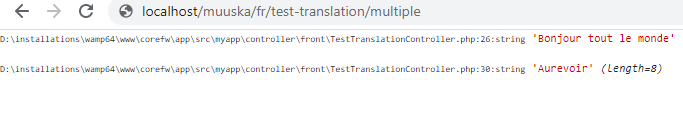 localhost/muuska/fr/test-translation/multiple
D:\installations\wamp64\www\corefw\app\src\myapp\controller\front\TestTranslationController.php:26:string 'Bonjour tout le monde'
D:\installations\wamp64\www\corefw\app\src\myapp\controller\front\TestTranslationController.php:30:string 'Aurevoir' (length=8)